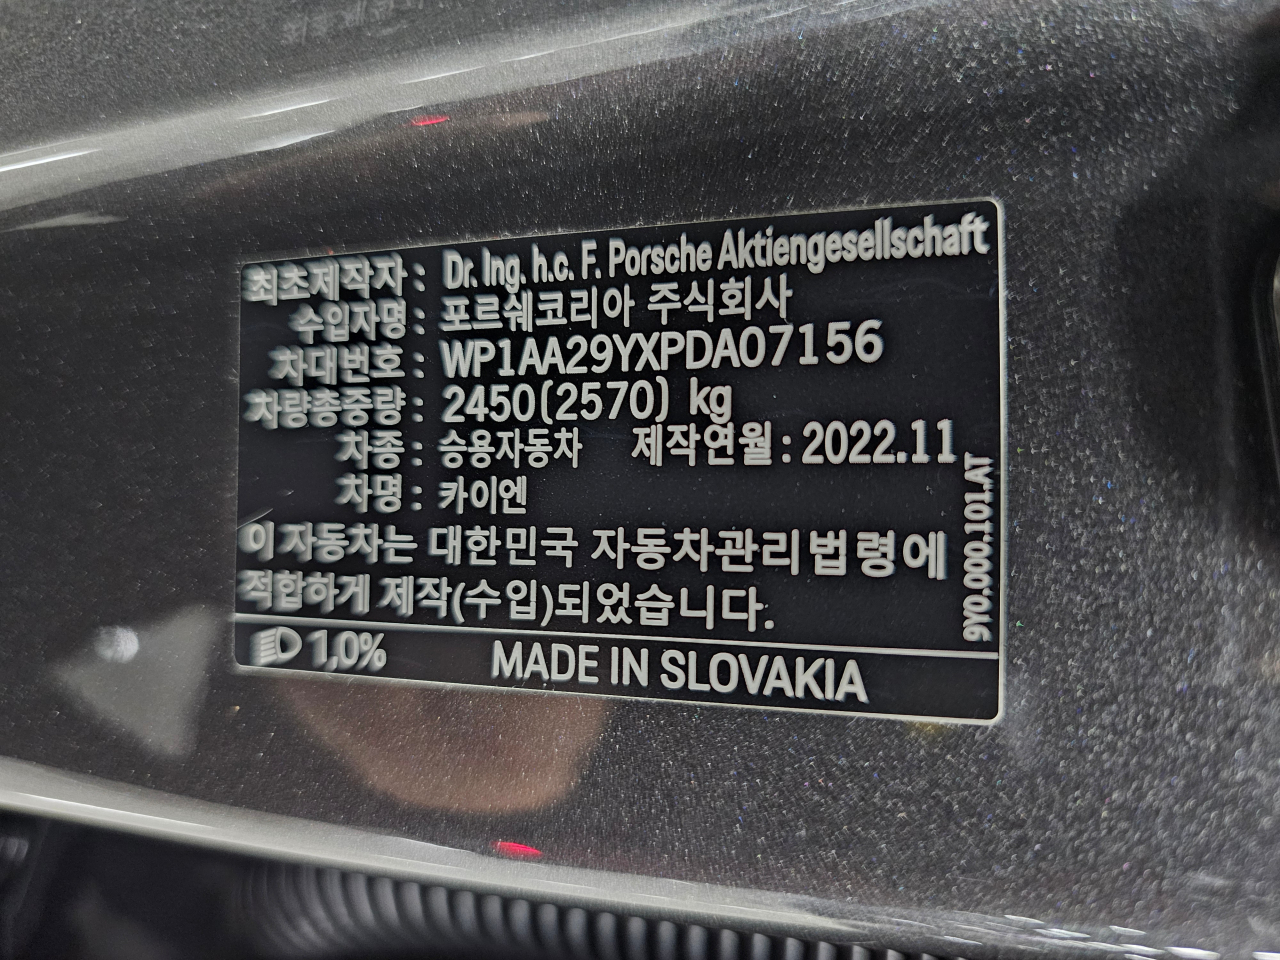 최초제작자 : Dr. Ing. h.c. F. Porsche Aktiengesellschaft
수입자명 : 포르쉐코리아 주식회사
차대번호 : WP1AA29YXPDA07156
차량총중량 : 2450(2570) kg
차종 : 승용자동차 제작연월 : 2022.11
차명 : 카이엔
이 자동차는 대한민국 자동차관리법령에
적합하게 제작(수입)되었습니다.
9Y0.000.101.AT
1,0% MADE IN SLOVAKIA